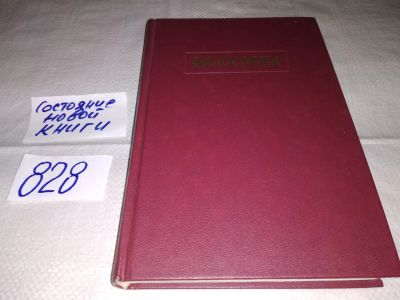 Состояние
новой
книги
828